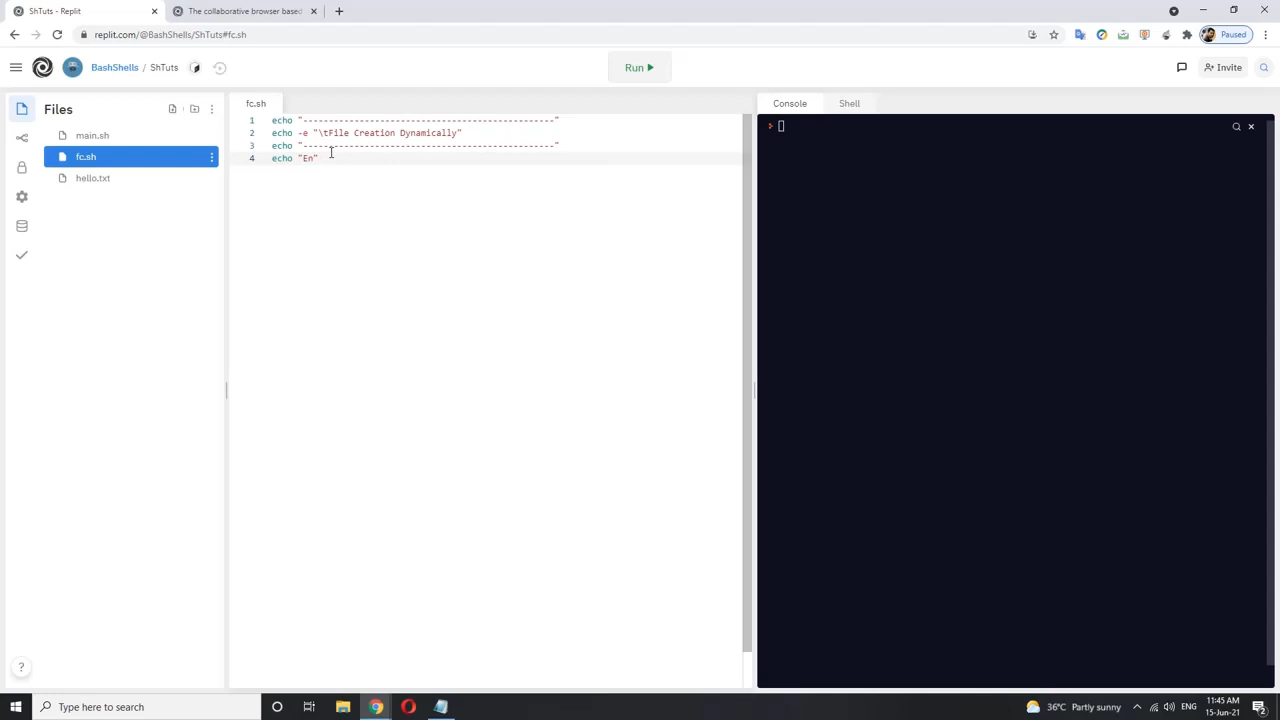 ShTuts - Replit
The collaborative browser based
replit.com/@BashShells/ShTuts#fc.sh
Paused
BashShells / ShTuts
Run
Invite
Files
main.sh
fc.sh
hello.txt
fc.sh
1 echo "-------------------------------------------------"
2 echo -e "\tFile Creation Dynamically"
3 echo "-------------------------------------------------"
4 echo "En"
Console Shell
?
Type here to search
36°C Partly sunny
ENG
11:45 AM
15-Jun-21
2